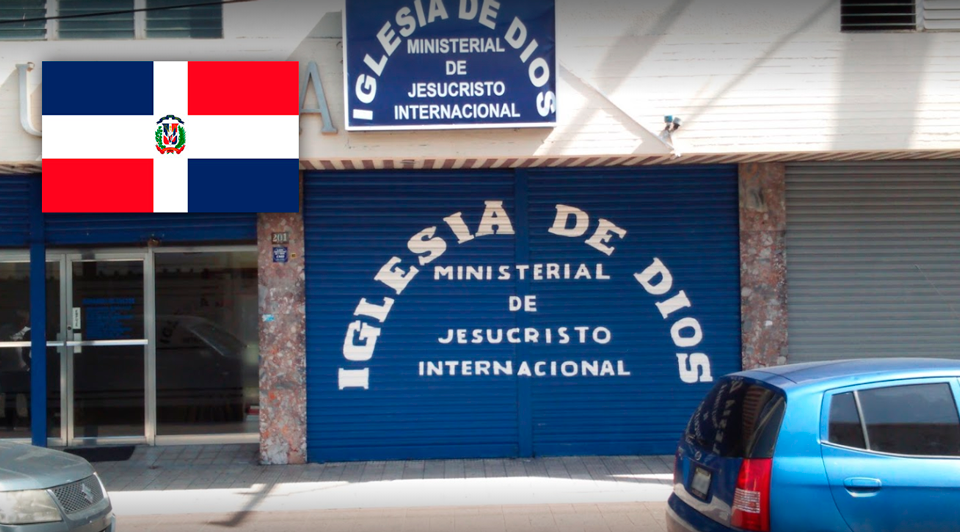 IGLESIA DE DIOS
MINISTERIAL
DE
JESUCRISTO
INTERNACIONAL
IGLESIA DE DIOS
MINISTERIAL
DE
JESUCRISTO
INTERNACIONAL